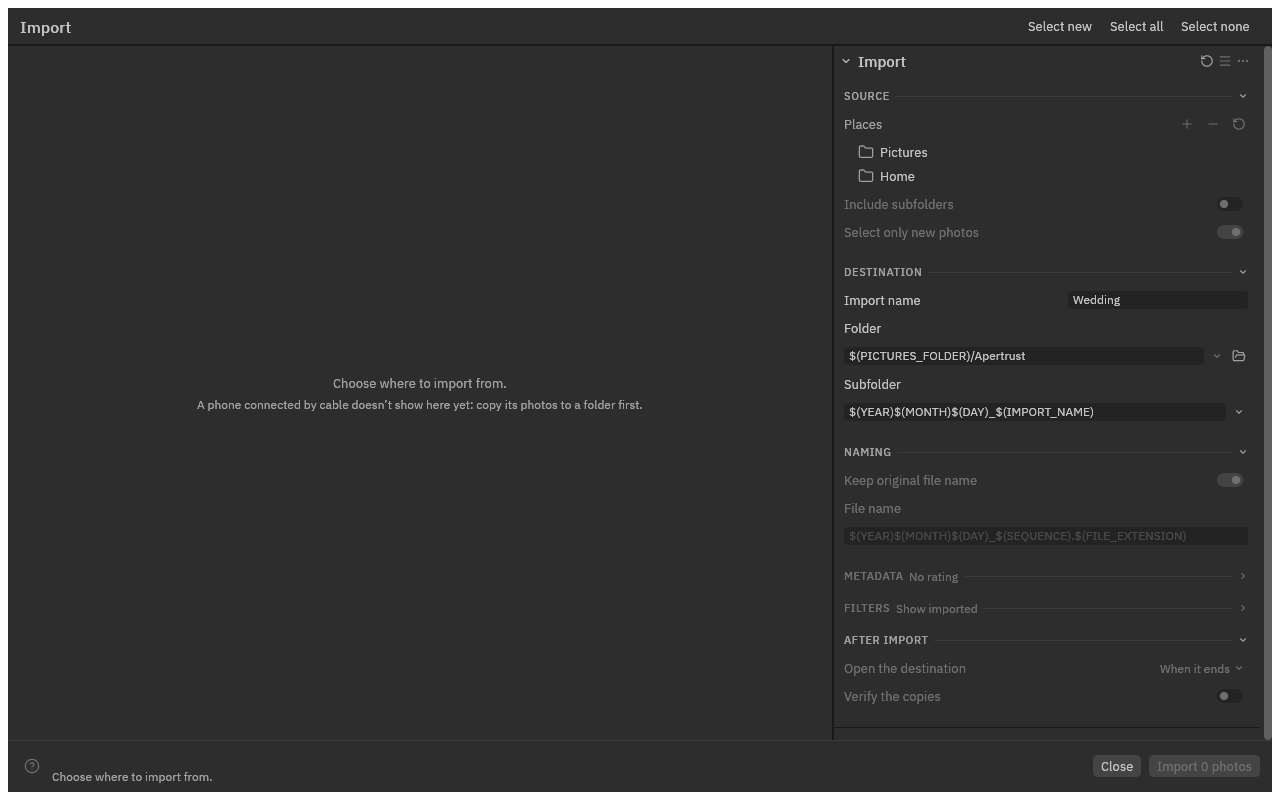 Import
Select new Select all Select none
Import
SOURCE
Places
Pictures
Home
Include subfolders
Select only new photos
DESTINATION
Import name Wedding
Folder
$(PICTURES_FOLDER)/Apertrust
Subfolder
$(YEAR)$(MONTH)$(DAY)_$(IMPORT_NAME)
NAMING
Keep original file name
File name
$(YEAR)$(MONTH)$(DAY)_$(SEQUENCE).$(FILE_EXTENSION)
METADATA No rating
FILTERS Show imported
AFTER IMPORT
Open the destination When it ends
Verify the copies
Choose where to import from.
A phone connected by cable doesn’t show here yet: copy its photos to a folder first.
Choose where to import from.
Close Import 0 photos